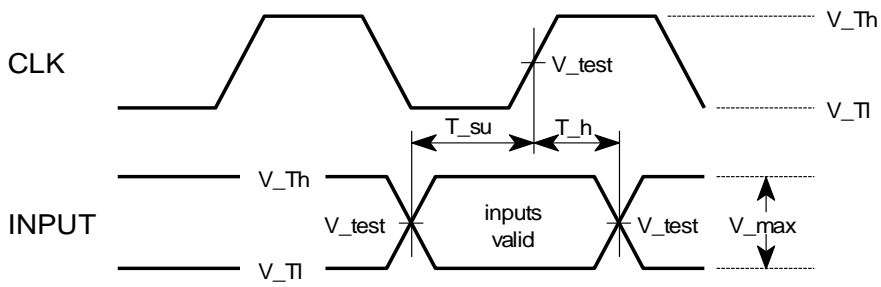 V_Th
CLK
V_test
V_Tl
T_su
T_h
V_Th
INPUT
V_test
inputs
valid
V_test
V_max
V_Tl